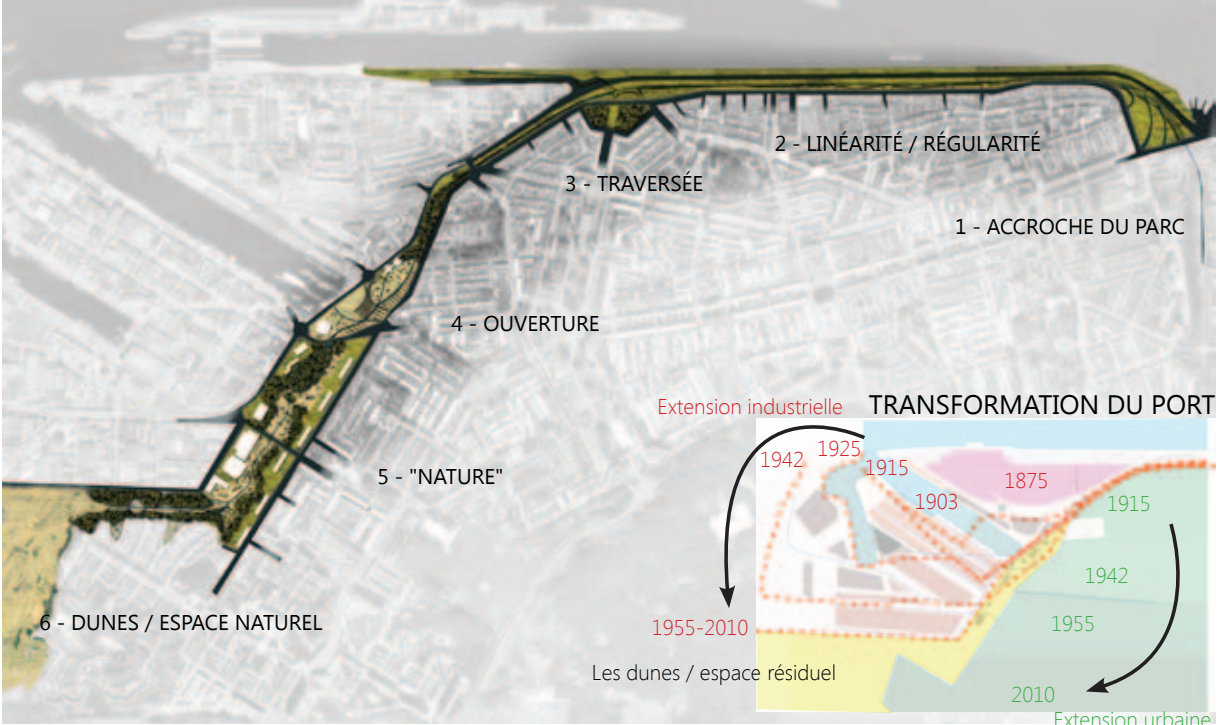 2 - LINÉARITÉ / RÉGULARITÉ
3 - TRAVERSÉE
1 - ACCROCHE DU PARC
4 - OUVERTURE
Extension industrielle
TRANSFORMATION DU PORT
1942
1925
1915
1903
1875
1915
5 - "NATURE"
1942
1955
1955-2010
6 - DUNES / ESPACE NATUREL
Les dunes / espace résiduel
2010
Extension urbaine